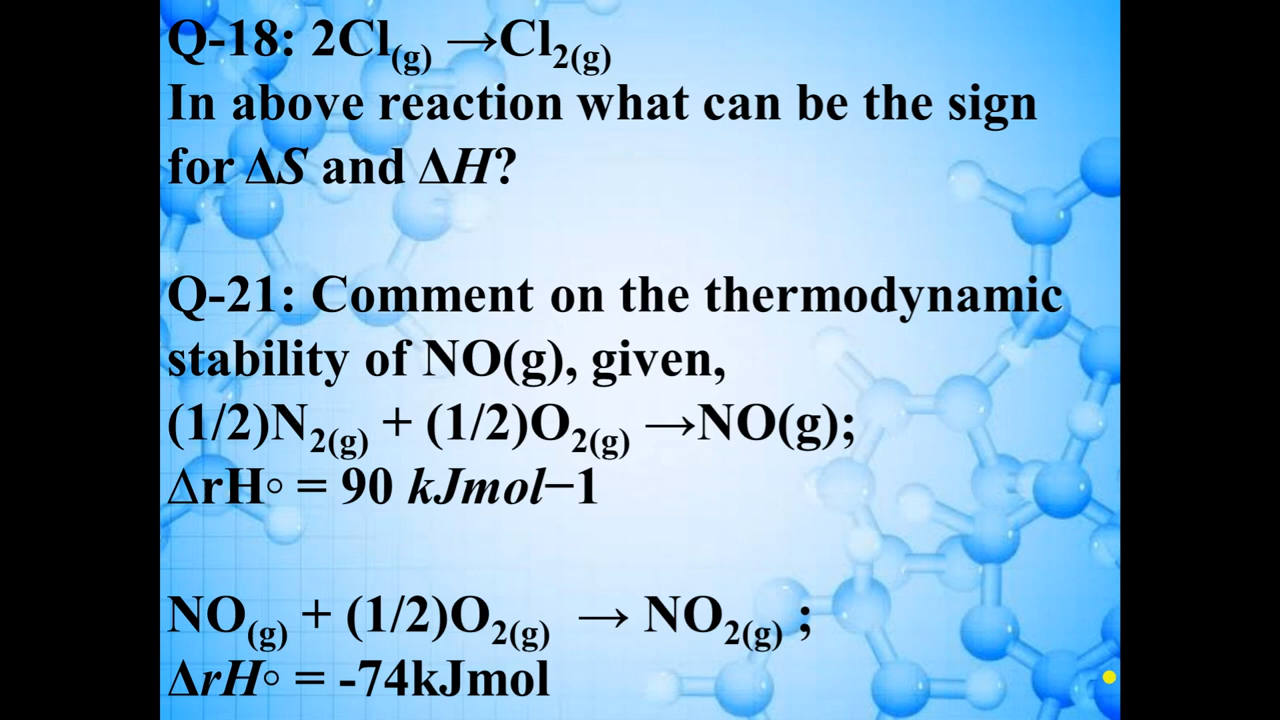 Q-18: 2Cl(g) →Cl2(g)
In above reaction what can be the sign
for ΔS and ΔH?
Q-21: Comment on the thermodynamic
stability of NO(g), given,
(1/2)N2(g) + (1/2)O2(g) →NO(g);
∆rH◦ = 90 kJmol−1
NO(g) + (1/2)O2(g) → NO2(g) ;
ΔrH◦ = -74kJmol